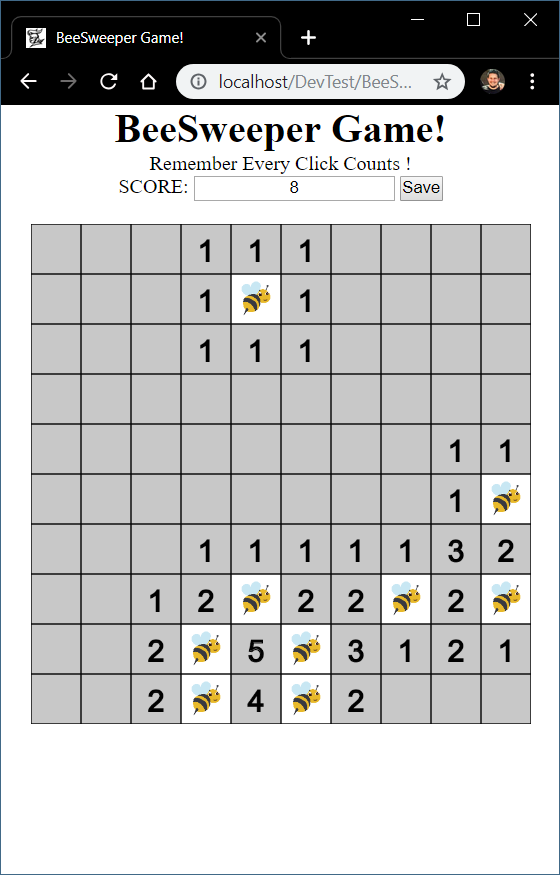 BeeSweeper Game!
localhost/DevTest/BeeS...
BeeSweeper Game!
Remember Every Click Counts !
SCORE: 8 Save
1 1 1
1 1
1 1 1
1 1
1
1 1 1 1 1 3 2
1 2 2 2 2
2 5 3 1 2 1
2 4 2